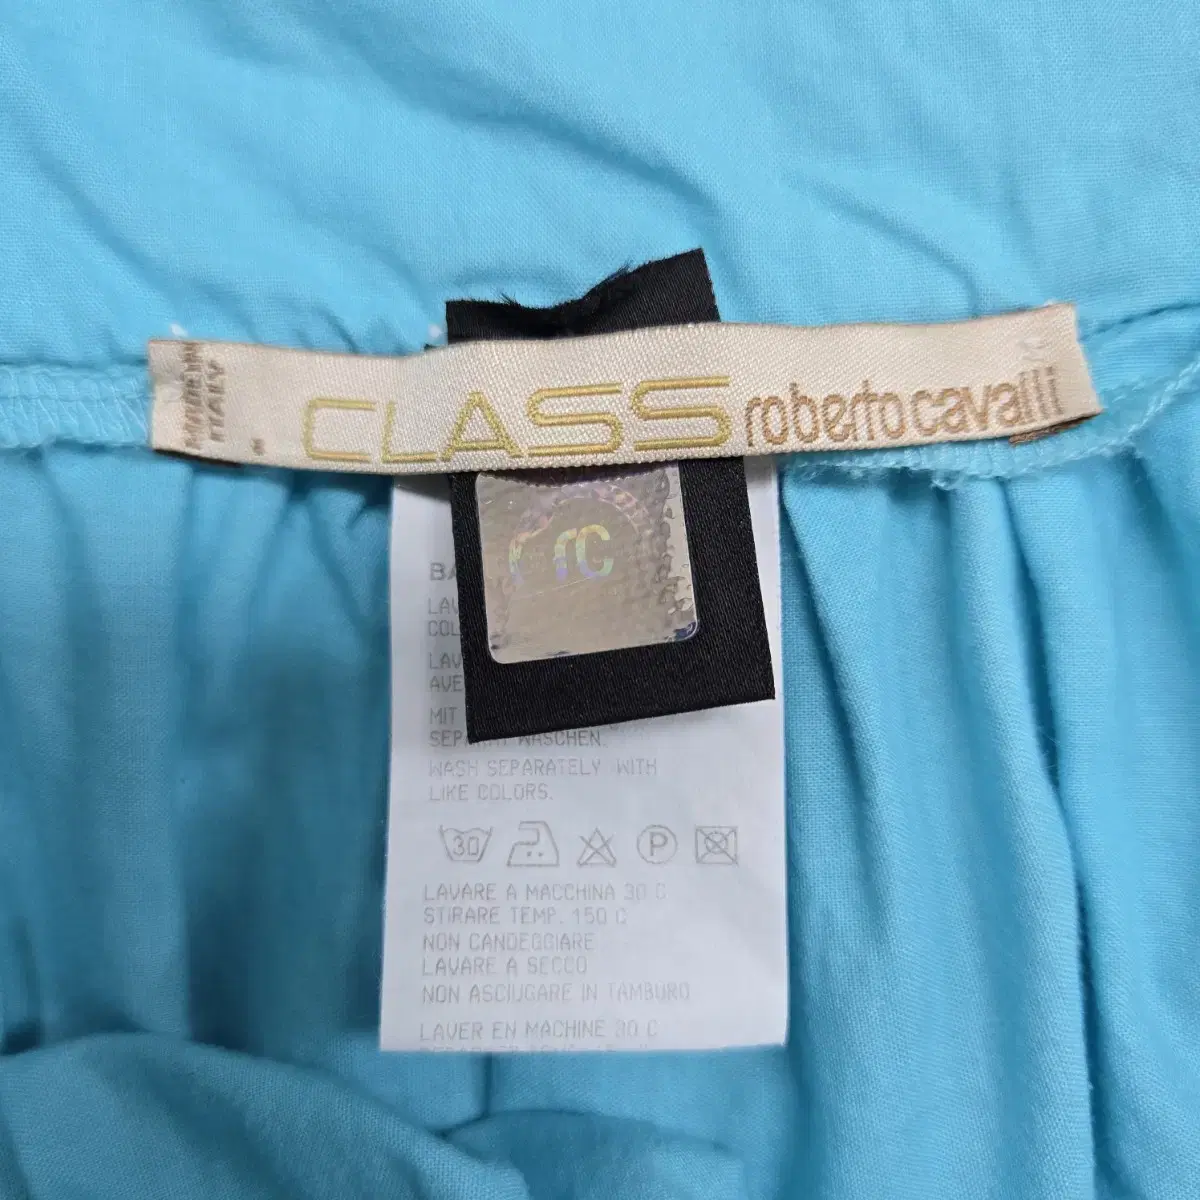 MADE IN
ITALY
CLASS roberto cavalli
rc
BA
LAV
COL
LAV
AVE
MIT
SEPARAT WASCHEN.
WASH SEPARATELY WITH
LIKE COLORS.
30 P
LAVARE A MACCHINA 30 C
STIRARE TEMP. 150 C
NON CANDEGGIARE
LAVARE A SECCO
NON ASCIUGARE IN TAMBURO
LAVER EN MACHINE 30 C